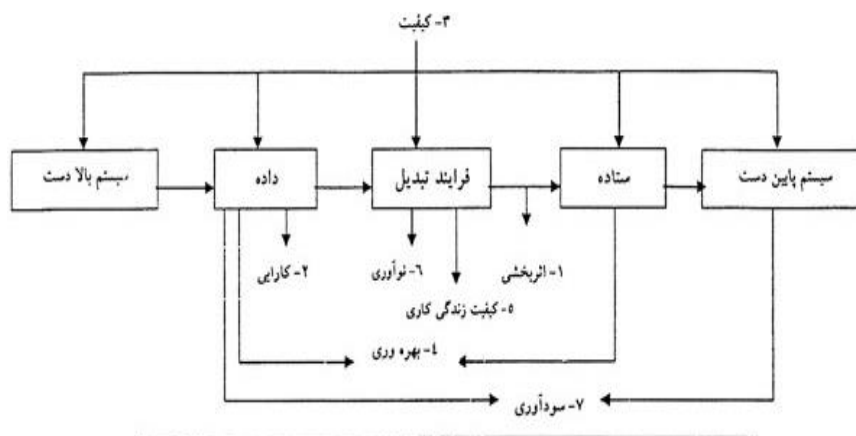 ۳- کیفیت
سیستم بالا دست
داده
فرایند تبدیل
ستاده
سیستم پایین دست
۲- کارایی
۶- نوآوری
۱- اثربخشی
۵- کیفیت زندگی کاری
۴- بهره وری
۷- سودآوری